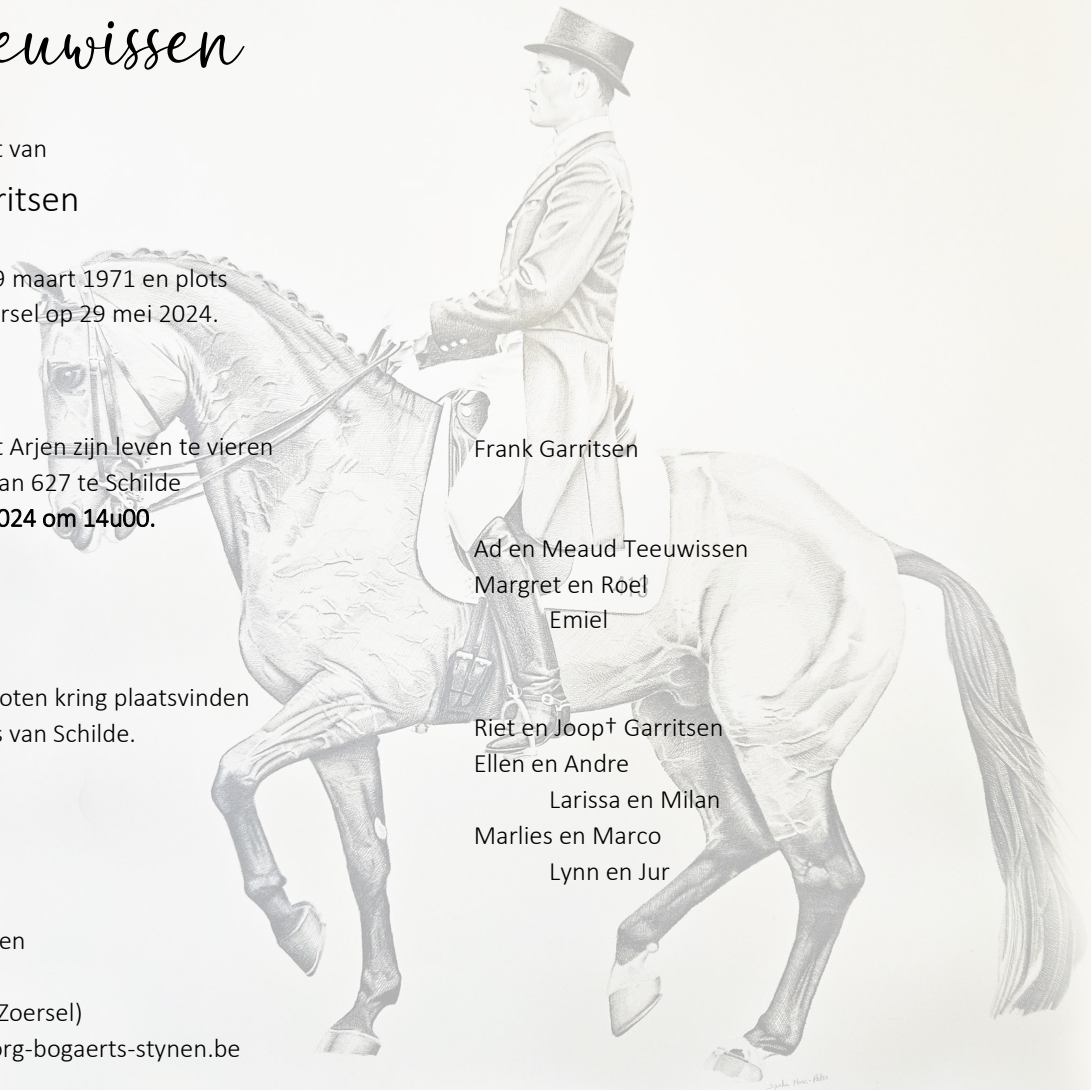 euwissen
t van
ritsen
9 maart 1971 en plots
rsel op 29 mei 2024.
t Arjen zijn leven te vieren
an 627 te Schilde
024 om 14u00.
oten kring plaatsvinden
s van Schilde.
en
Zoersel)
org-bogaerts-stynen.be
Frank Garritsen
Ad en Meaud Teeuwissen
Margret en Roel
Emiel
Riet en Joop† Garritsen
Ellen en Andre
Larissa en Milan
Marlies en Marco
Lynn en Jur